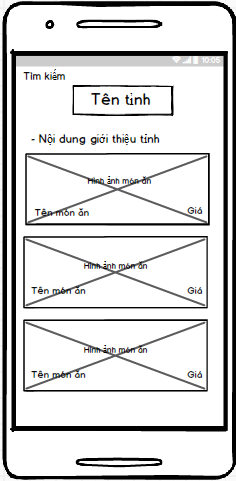 10:05
Tìm kiếm
Tên tỉnh
- Nội dung giới thiệu tỉnh
Hình ảnh món ăn
Tên món ăn Giá
Hình ảnh món ăn
Tên món ăn Giá
Hình ảnh món ăn
Tên món ăn Giá